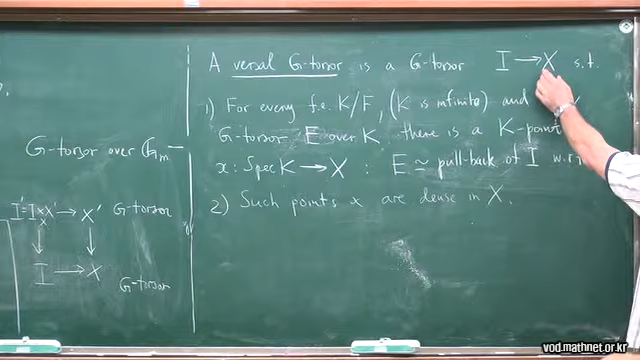 G-torsor over G_m
I' = I ×_X X' → X' G-torsor
↓ ↓
I → X
G-torsor
A versal G-torsor is a G-torsor I → X s.t.
1) For every f.e. K/F, (K is infinite) and
G-torsor E over K, there is a K-point
x: Spec K → X : E ≃ pull-back of I w.r.
2) Such points x are dense in X.
vod.mathnet.or.kr